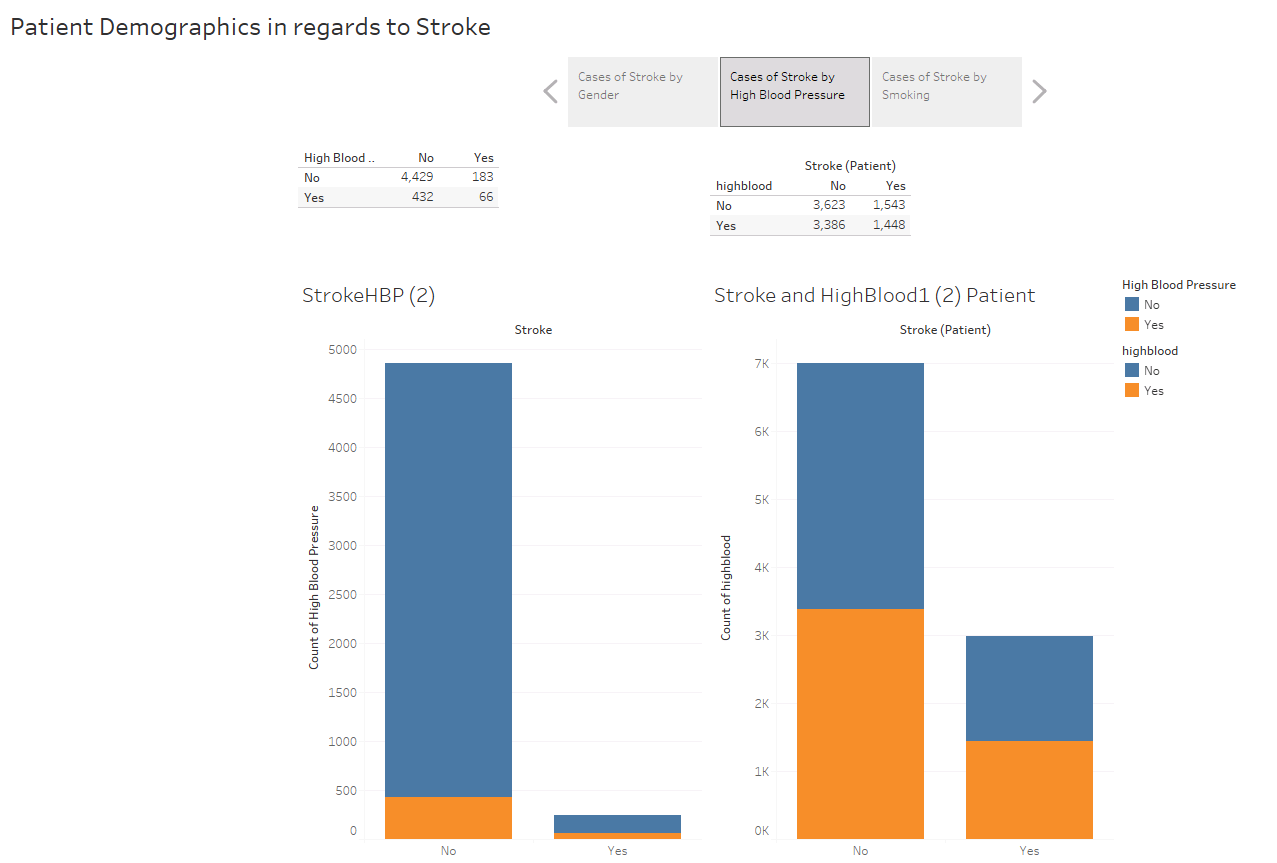 Patient Demographics in regards to Stroke
Cases of Stroke by
Gender
Cases of Stroke by
High Blood Pressure
Cases of Stroke by
Smoking
High Blood .. No Yes
No 4,429 183
Yes 432 66
Stroke (Patient)
highblood No Yes
No 3,623 1,543
Yes 3,386 1,448
StrokeHBP (2)
Stroke
Count of High Blood Pressure
5000
4500
4000
3500
3000
2500
2000
1500
1000
500
0
No Yes
Stroke and HighBlood1 (2) Patient
Stroke (Patient)
Count of highblood
7K
6K
5K
4K
3K
2K
1K
0K
No Yes
High Blood Pressure
No
Yes
highblood
No
Yes